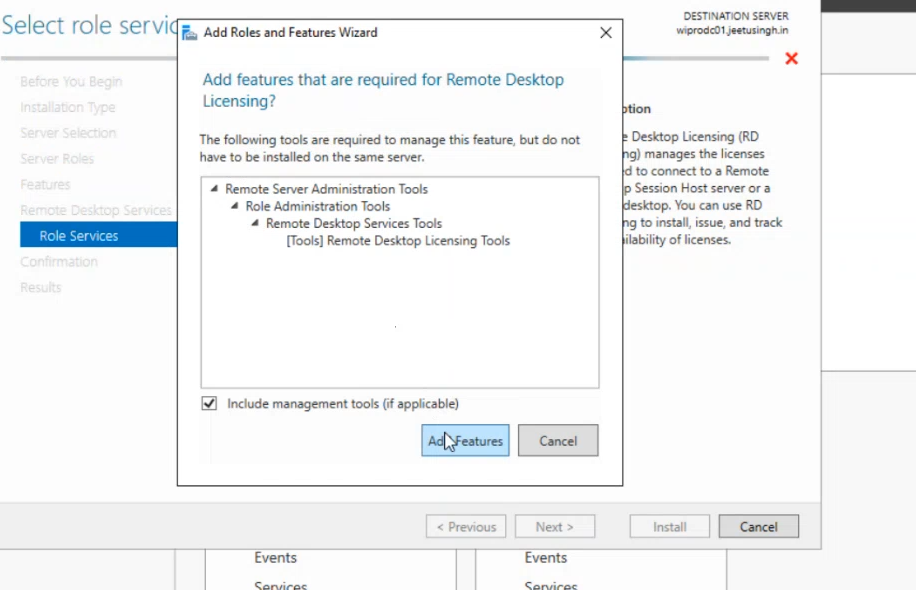 Select role servic
Add Roles and Features Wizard
DESTINATION SERVER
wiprodc01.jeetusingh.in
Before You Begin
Installation Type
Server Selection
Server Roles
Features
Remote Desktop Services
Role Services
Confirmation
Results
Add features that are required for Remote Desktop
Licensing?
The following tools are required to manage this feature, but do not
have to be installed on the same server.
Remote Server Administration Tools
Role Administration Tools
Remote Desktop Services Tools
[Tools] Remote Desktop Licensing Tools
Include management tools (if applicable)
Add Features
Cancel
ption
e Desktop Licensing (RD
ng) manages the licenses
d to connect to a Remote
p Session Host server or a
desktop. You can use RD
ng to install, issue, and track
ilability of licenses.
< Previous
Next >
Install
Cancel
Events
Events
Services
Services